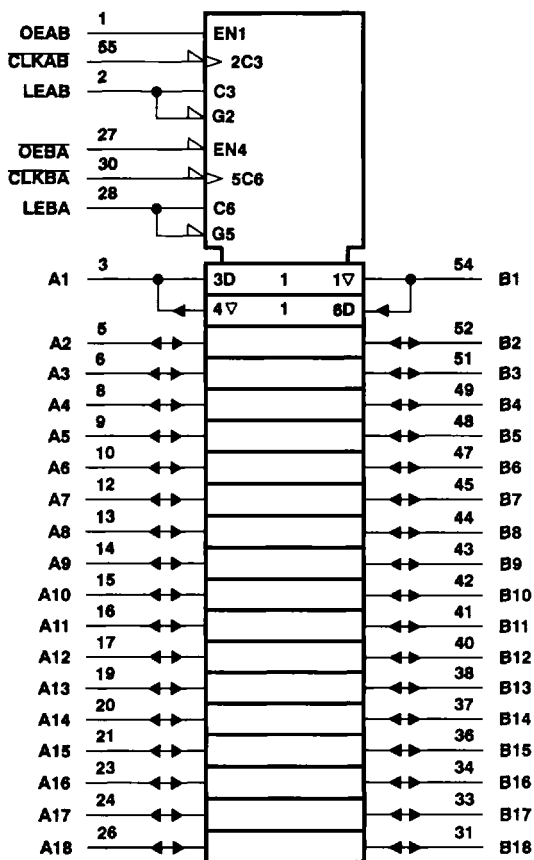 OEAB 1 EN1
CLKAB 55 2C3
LEAB 2 C3
G2
OEBA 27 EN4
CLKBA 30 5C6
LEBA 28 C6
G5
A1 3 3D 1 1▽ 54 B1
4▽ 1 6D
A2 5 52 B2
A3 6 51 B3
A4 8 49 B4
A5 9 48 B5
A6 10 47 B6
A7 12 45 B7
A8 13 44 B8
A9 14 43 B9
A10 15 42 B10
A11 16 41 B11
A12 17 40 B12
A13 19 38 B13
A14 20 37 B14
A15 21 36 B15
A16 23 34 B16
A17 24 33 B17
A18 26 31 B18